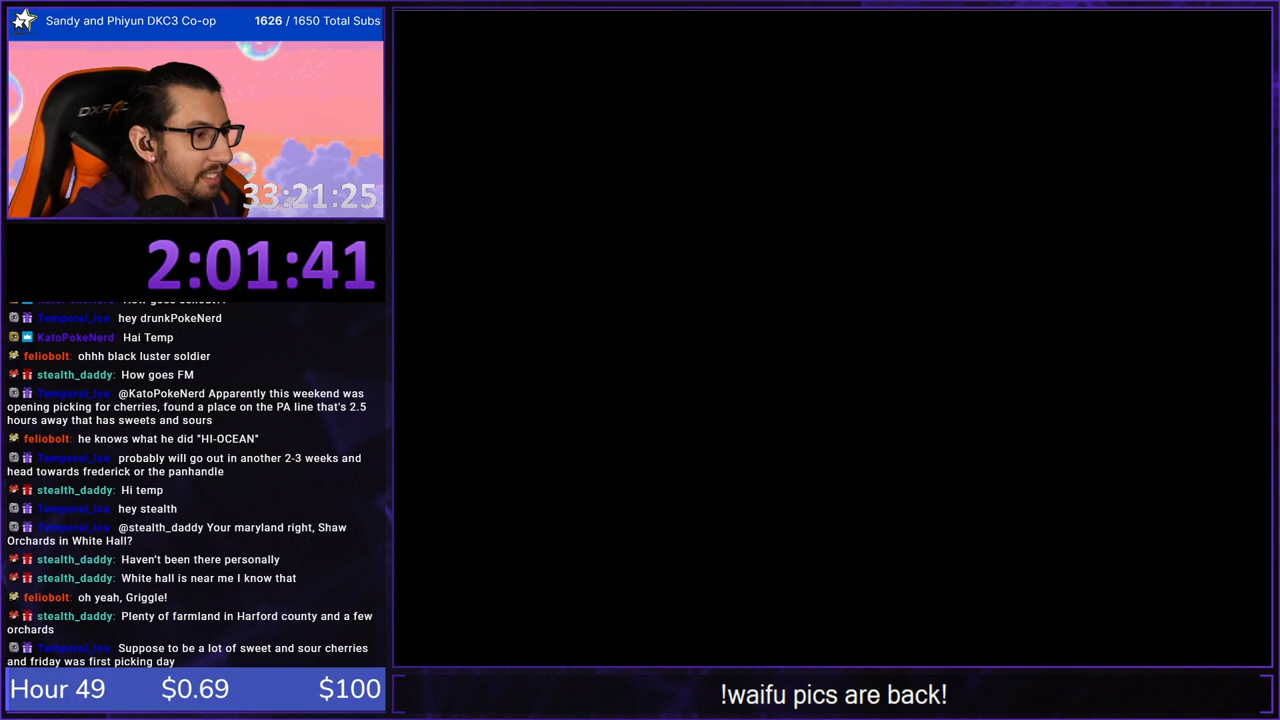 Sandy and Phiyun DKC3 Co-op 1626 / 1650 Total Subs
33:21:25
2:01:41
Temporal_Ice: hey drunkPokeNerd
KatoPokeNerd: Hai Temp
feliobolt: ohhh black luster soldier
stealth_daddy: How goes FM
Temporal_Ice: @KatoPokeNerd Apparently this weekend was
opening picking for cherries, found a place on the PA line that's 2.5
hours away that has sweets and sours
feliobolt: he knows what he did "HI-OCEAN"
Temporal_Ice: probably will go out in another 2-3 weeks and
head towards frederick or the panhandle
stealth_daddy: Hi temp
Temporal_Ice: hey stealth
Temporal_Ice: @stealth_daddy Your maryland right, Shaw
Orchards in White Hall?
stealth_daddy: Haven't been there personally
stealth_daddy: White hall is near me I know that
feliobolt: oh yeah, Griggle!
stealth_daddy: Plenty of farmland in Harford county and a few
orchards
Temporal_Ice: Suppose to be a lot of sweet and sour cherries
and friday was first picking day
Hour 49 $0.69 $100
!waifu pics are back!